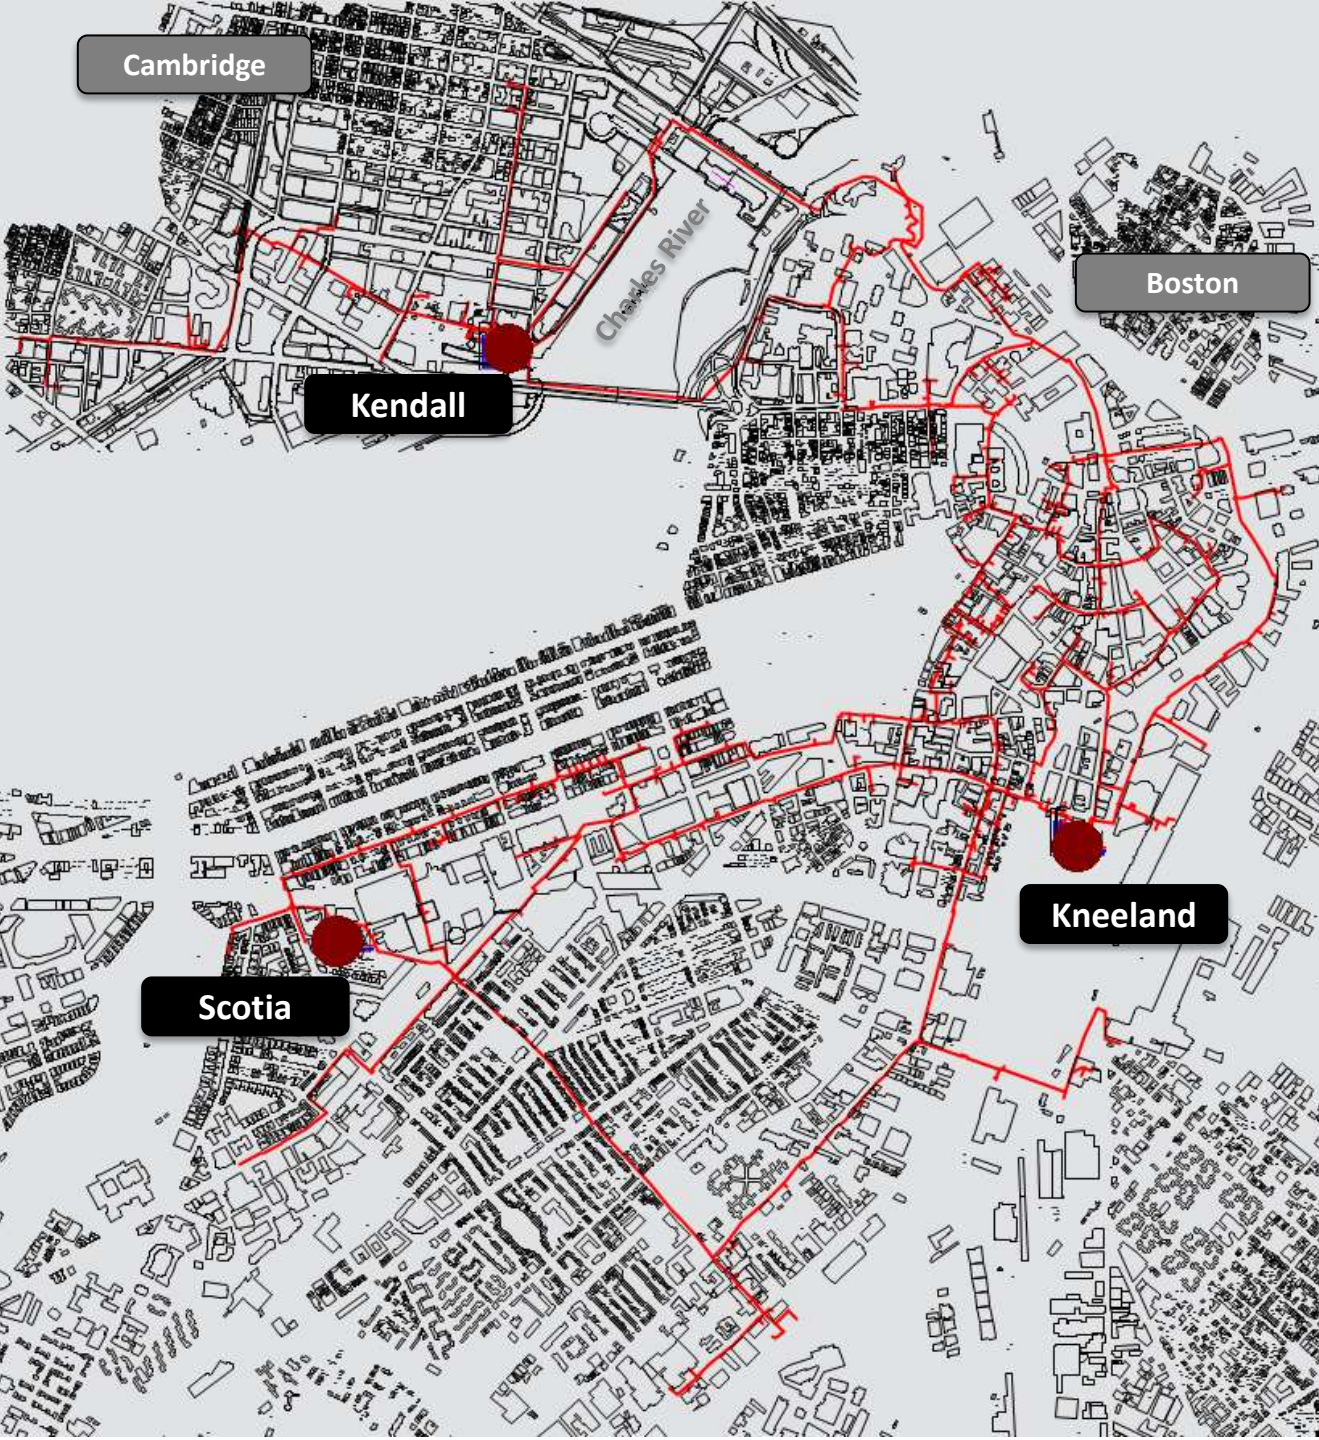 Cambridge
Charles River
Boston
Kendall
Kneeland
Scotia